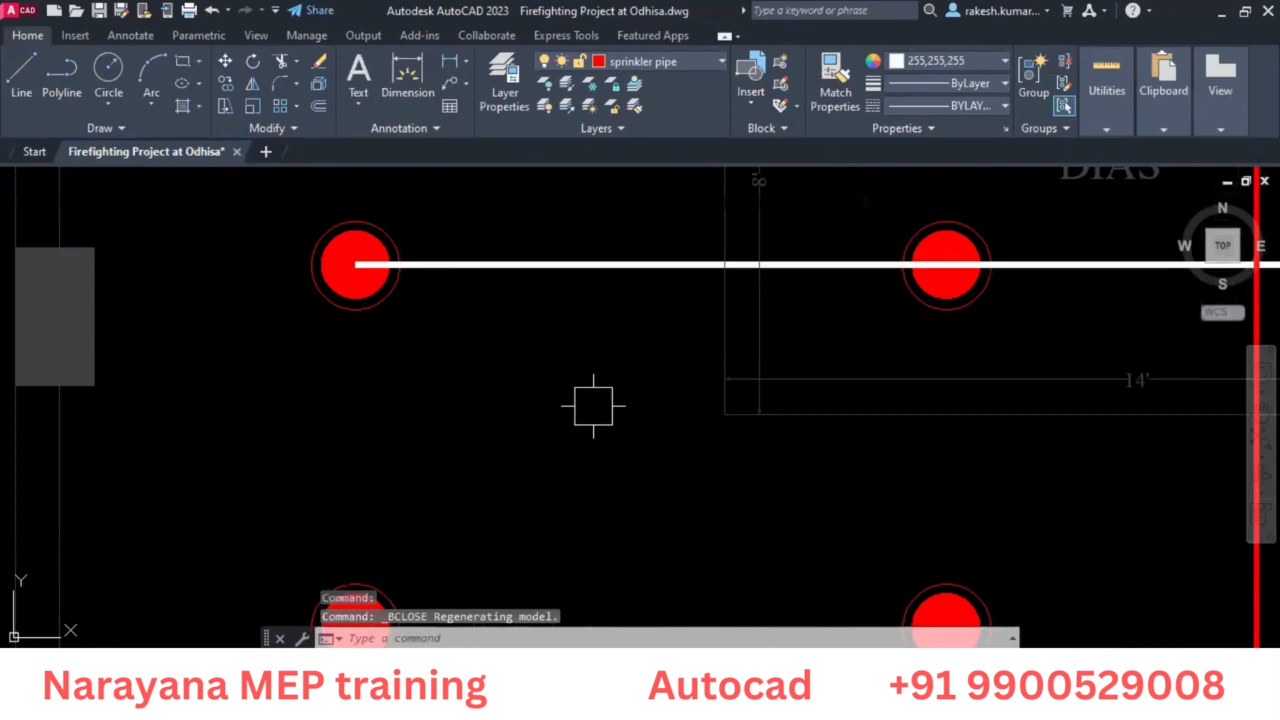 A CAD
Share
Autodesk AutoCAD 2023 Firefighting Project at Odhisa.dwg
Type a keyword or phrase
rakesh.kumar...
Home Insert Annotate Parametric View Manage Output Add-ins Collaborate Express Tools Featured Apps
sprinkler pipe
255,255,255
Line Polyline Circle Arc
Text Dimension
Layer Properties
Insert
Match Properties
ByLayer
BYLAY...
Group
Utilities Clipboard View
Draw Modify Annotation Layers Block Properties Groups
Start Firefighting Project at Odhisa*
DIAS
8'
N
W TOP E
S
WCS
14'
Y
X
Command:
Command: _BCLOSE Regenerating model.
Type a command
Narayana MEP training Autocad +91 9900529008